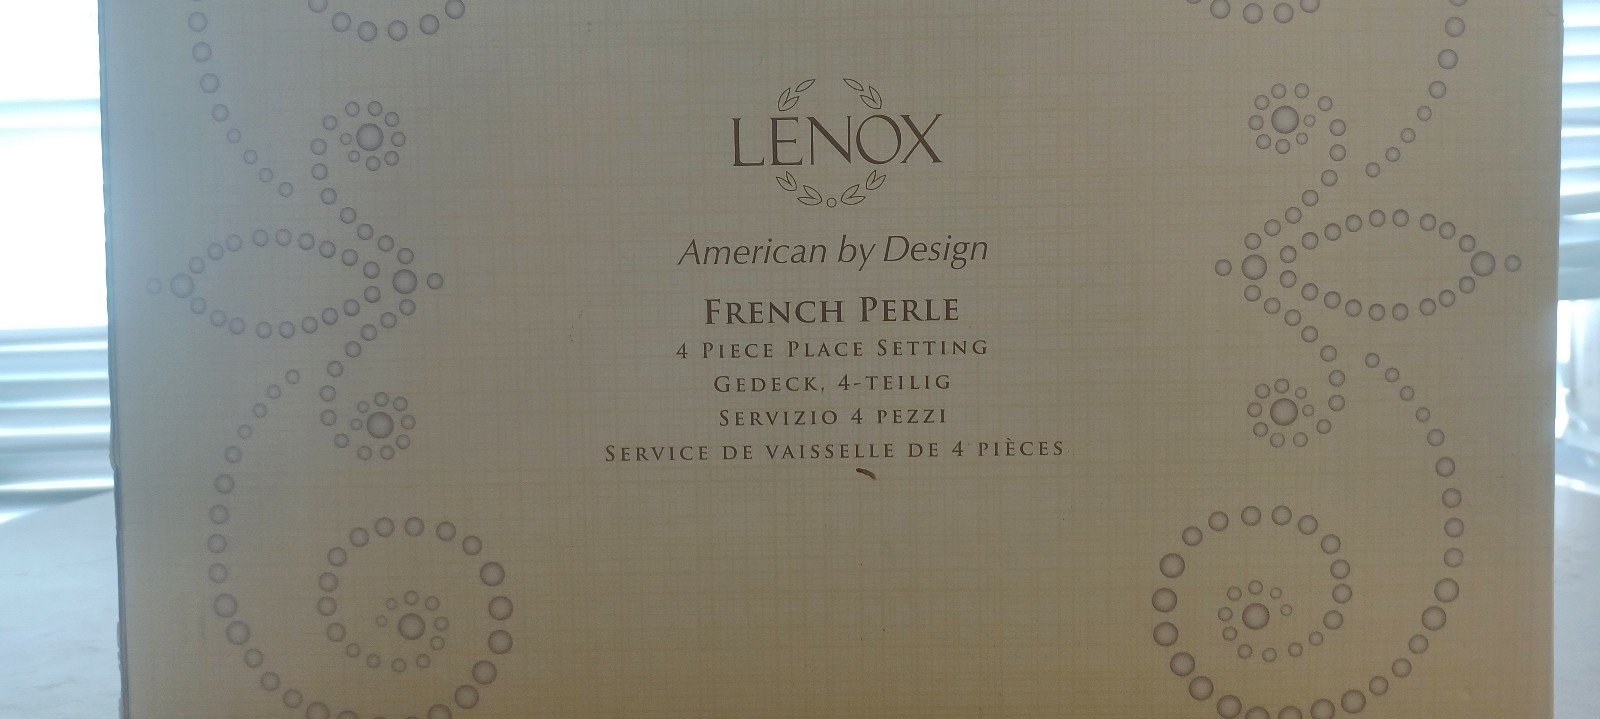 LENOX
American by Design
FRENCH PERLE
4 PIECE PLACE SETTING
GEDECK, 4-TEILIG
SERVIZIO 4 PEZZI
SERVICE DE VAISSELLE DE 4 PIÈCES